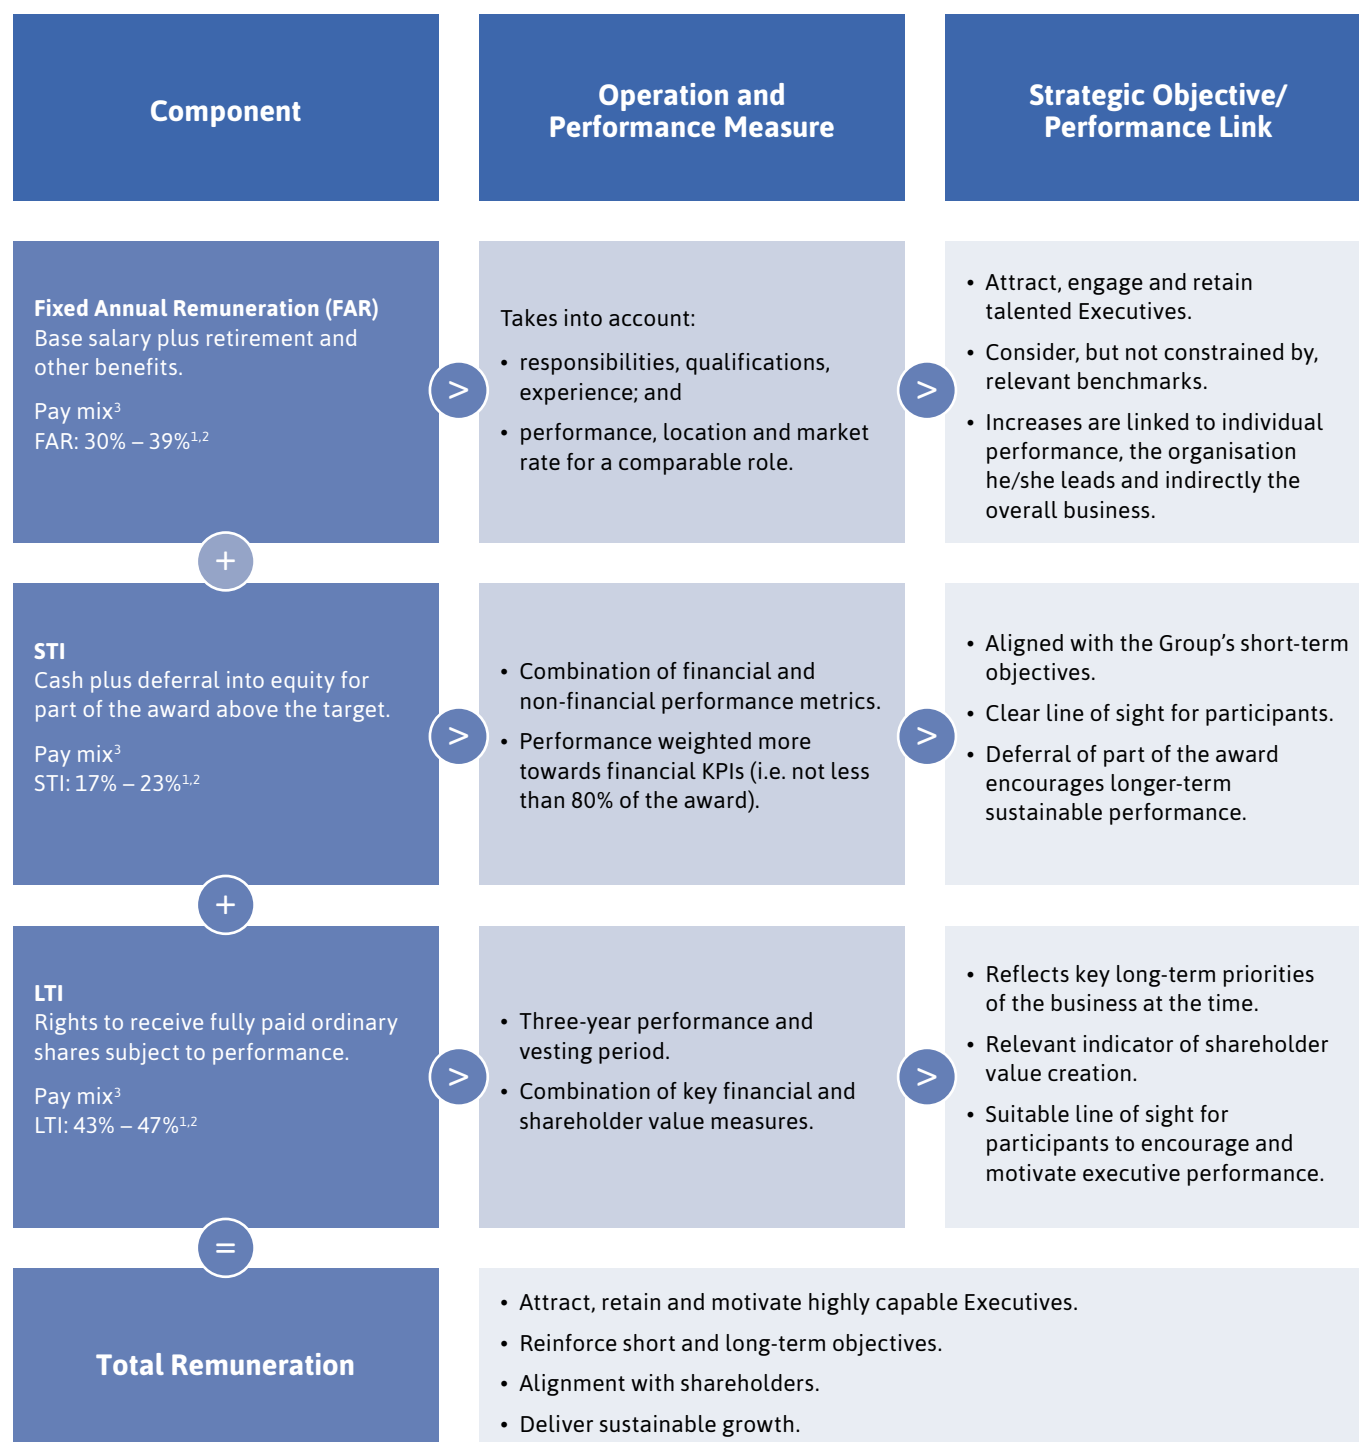 Component
Operation and
Performance Measure
Strategic Objective/
Performance Link
Fixed Annual Remuneration (FAR)
Base salary plus retirement and
other benefits.
Pay mix³
FAR: 30% – 39%¹,²
>
Takes into account:
• responsibilities, qualifications,
experience; and
• performance, location and market
rate for a comparable role.
>
• Attract, engage and retain
talented Executives.
• Consider, but not constrained by,
relevant benchmarks.
• Increases are linked to individual
performance, the organisation
he/she leads and indirectly the
overall business.
+
STI
Cash plus deferral into equity for
part of the award above the target.
Pay mix³
STI: 17% – 23%¹,²
>
• Combination of financial and
non-financial performance metrics.
• Performance weighted more
towards financial KPIs (i.e. not less
than 80% of the award).
>
• Aligned with the Group’s short-term
objectives.
• Clear line of sight for participants.
• Deferral of part of the award
encourages longer-term
sustainable performance.
+
LTI
Rights to receive fully paid ordinary
shares subject to performance.
Pay mix³
LTI: 43% – 47%¹,²
>
• Three-year performance and
vesting period.
• Combination of key financial and
shareholder value measures.
>
• Reflects key long-term priorities
of the business at the time.
• Relevant indicator of shareholder
value creation.
• Suitable line of sight for
participants to encourage and
motivate executive performance.
=
Total Remuneration
• Attract, retain and motivate highly capable Executives.
• Reinforce short and long-term objectives.
• Alignment with shareholders.
• Deliver sustainable growth.